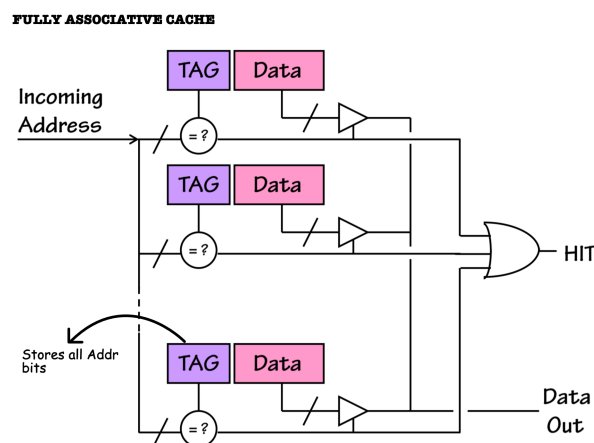 FULLY ASSOCIATIVE CACHE
TAG Data
Incoming
Address
= ?
TAG Data
= ?
HIT
Stores all Addr
bits
TAG Data
Data
Out
= ?